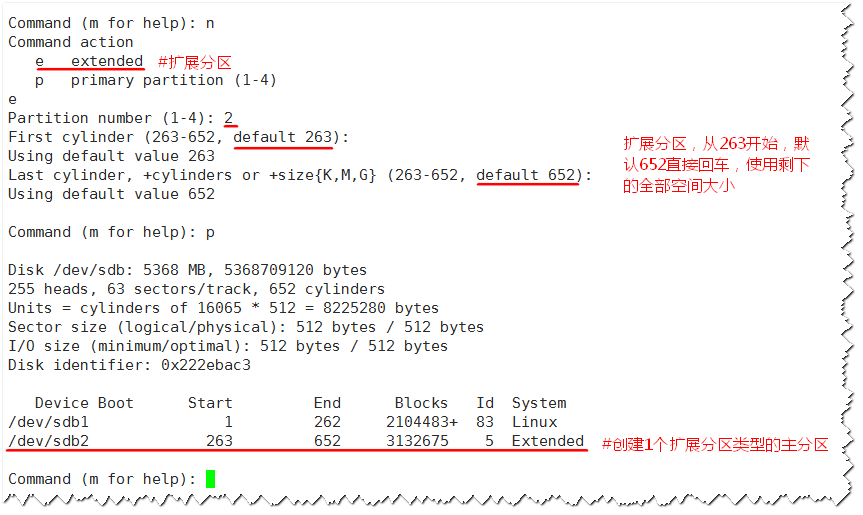 Command (m for help): n
Command action
   e   extended   #扩展分区
   p   primary partition (1-4)
e
Partition number (1-4): 2
First cylinder (263-652, default 263):
Using default value 263
Last cylinder, +cylinders or +size{K,M,G} (263-652, default 652):
Using default value 652
扩展分区，从263开始，默
认652直接回车，使用剩下
的全部空间大小
Command (m for help): p
Disk /dev/sdb: 5368 MB, 5368709120 bytes
255 heads, 63 sectors/track, 652 cylinders
Units = cylinders of 16065 * 512 = 8225280 bytes
Sector size (logical/physical): 512 bytes / 512 bytes
I/O size (minimum/optimal): 512 bytes / 512 bytes
Disk identifier: 0x222ebac3
   Device Boot      Start         End      Blocks   Id  System
/dev/sdb1               1         262     2104483+  83  Linux
/dev/sdb2             263         652     3132675    5  Extended   #创建1个扩展分区类型的主分区
Command (m for help):